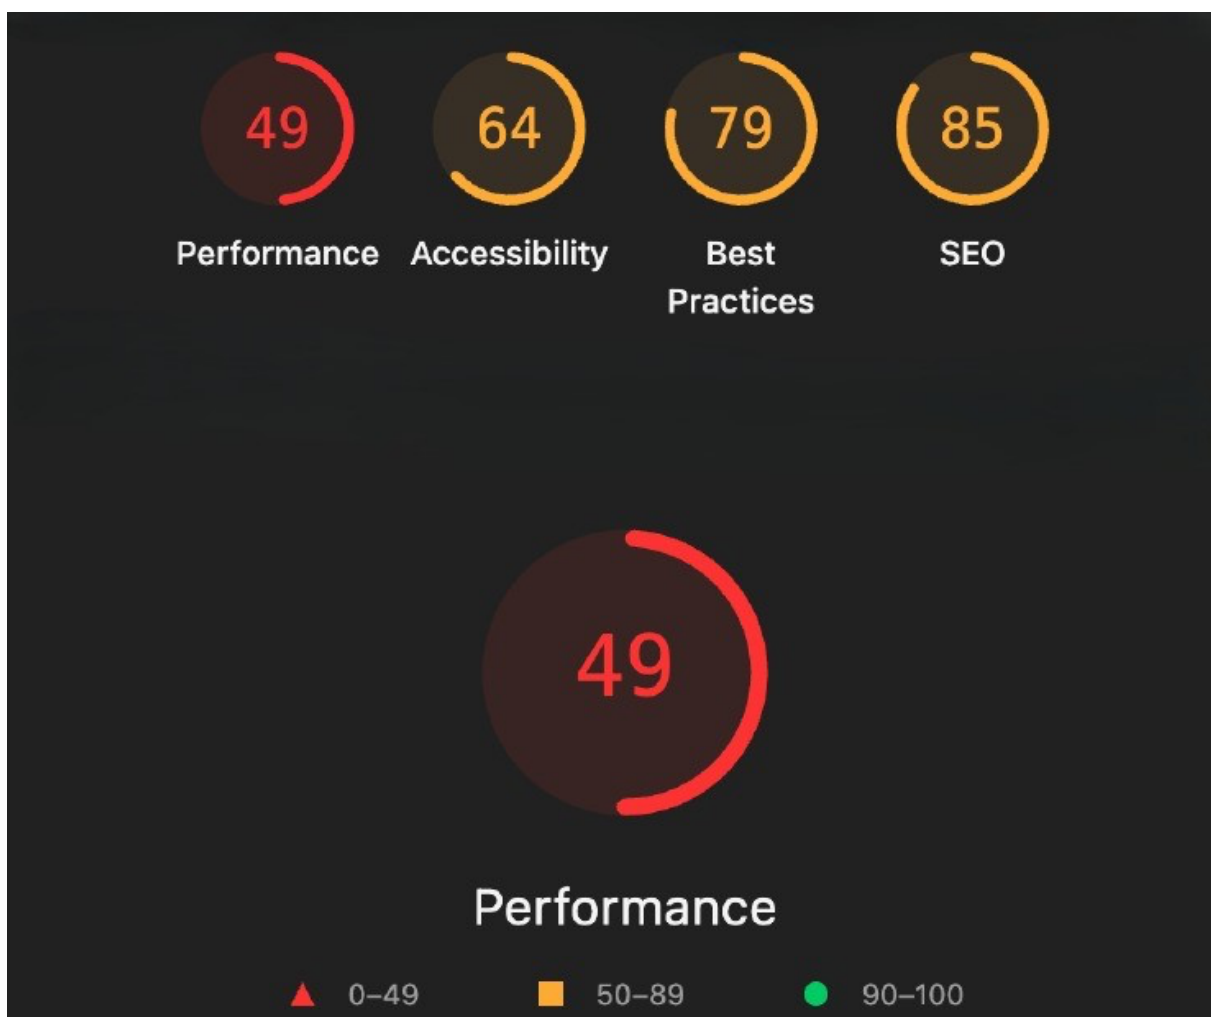 49 64 79 85
Performance Accessibility Best Practices SEO
49
Performance
0–49 50–89 90–100